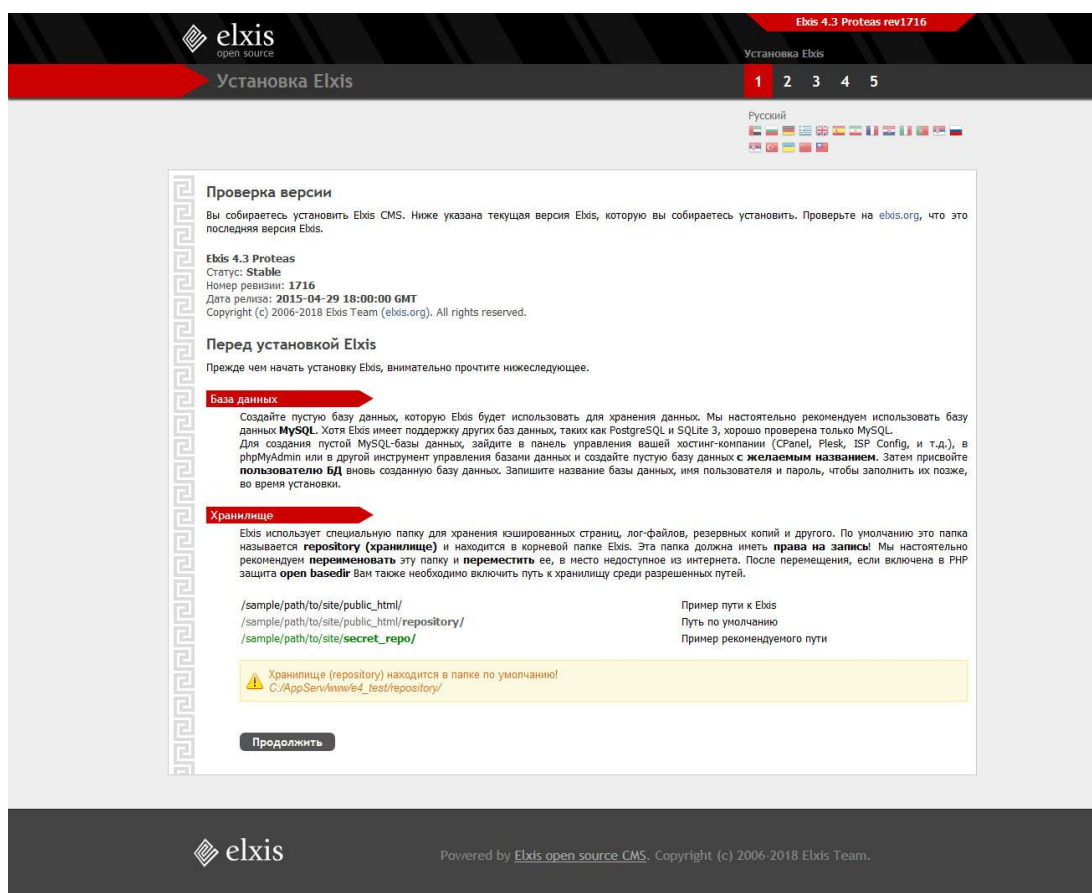 elxis
open source
Elxis 4.3 Proteas rev1716
Установка Elxis
Установка Elxis
1 2 3 4 5
Русский
Проверка версии
Вы собираетесь установить Elxis CMS. Ниже указана текущая версия Elxis, которую вы собираетесь установить. Проверьте на elxis.org, что это
последняя версия Elxis.
Elxis 4.3 Proteas
Статус: Stable
Номер ревизии: 1716
Дата релиза: 2015-04-29 18:00:00 GMT
Copyright (c) 2006-2018 Elxis Team (elxis.org). All rights reserved.
Перед установкой Elxis
Прежде чем начать установку Elxis, внимательно прочтите нижеследующее.
База данных
Создайте пустую базу данных, которую Elxis будет использовать для хранения данных. Мы настоятельно рекомендуем использовать базу
данных MySQL. Хотя Elxis имеет поддержку других баз данных, таких как PostgreSQL и SQLite 3, хорошо проверена только MySQL.
Для создания пустой MySQL-базы данных, зайдите в панель управления вашей хостинг-компании (CPanel, Plesk, ISP Config, и т.д.), в
phpMyAdmin или в другой инструмент управления базами данных и создайте пустую базу данных с желаемым названием. Затем присвойте
пользователю БД вновь созданную базу данных. Запишите название базы данных, имя пользователя и пароль, чтобы заполнить их позже,
во время установки.
Хранилище
Elxis использует специальную папку для хранения кэшированных страниц, лог-файлов, резервных копий и другого. По умолчанию это папка
называется repository (хранилище) и находится в корневой папке Elxis. Эта папка должна иметь права на запись! Мы настоятельно
рекомендуем переименовать эту папку и переместить ее, в место недоступное из интернета. После перемещения, если включена в PHP
защита open basedir Вам также необходимо включить путь к хранилищу среди разрешенных путей.
/sample/path/to/site/public_html/ Пример пути к Elxis
/sample/path/to/site/public_html/repository/ Путь по умолчанию
/sample/path/to/site/secret_repo/ Пример рекомендуемого пути
Хранилище (repository) находится в папке по умолчанию!
C:/AppServ/www/e4_test/repository/
Продолжить
elxis
Powered by Elxis open source CMS. Copyright (c) 2006-2018 Elxis Team.